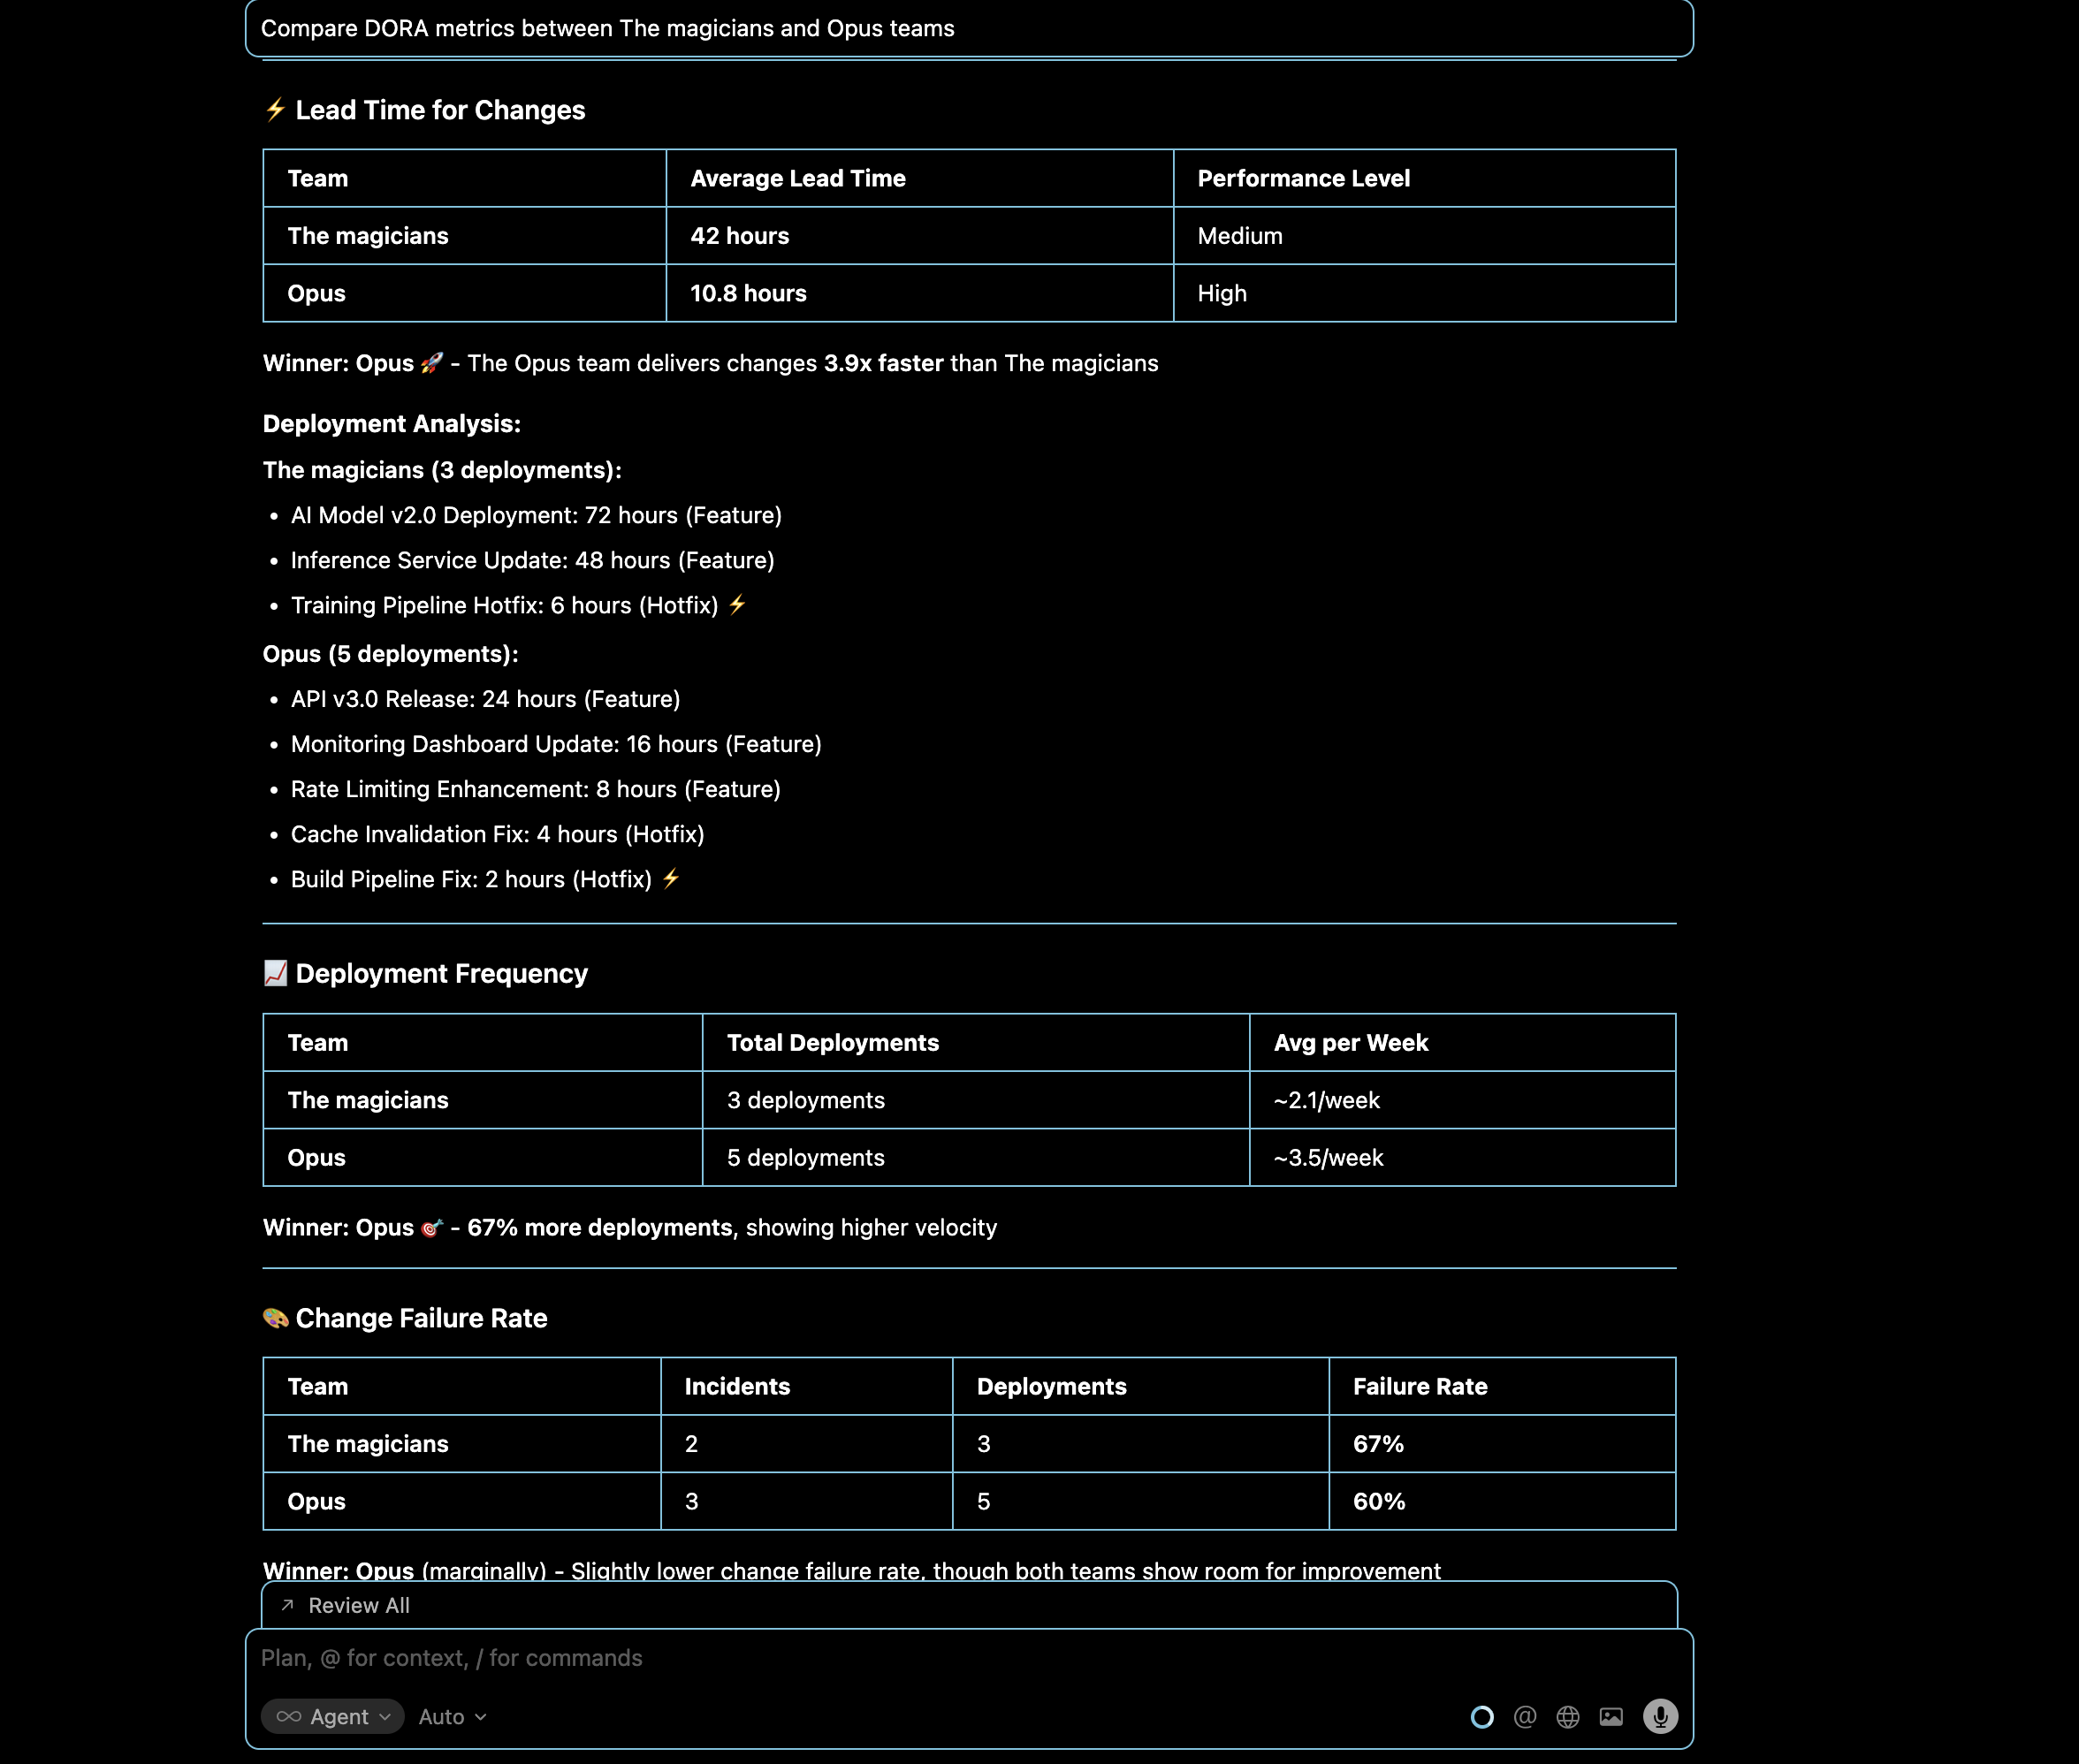 Compare DORA metrics between The magicians and Opus teams
⚡ Lead Time for Changes
Team Average Lead Time Performance Level
The magicians 42 hours Medium
Opus 10.8 hours High
Winner: Opus 🚀 - The Opus team delivers changes 3.9x faster than The magicians
Deployment Analysis:
The magicians (3 deployments):
• AI Model v2.0 Deployment: 72 hours (Feature)
• Inference Service Update: 48 hours (Feature)
• Training Pipeline Hotfix: 6 hours (Hotfix) ⚡
Opus (5 deployments):
• API v3.0 Release: 24 hours (Feature)
• Monitoring Dashboard Update: 16 hours (Feature)
• Rate Limiting Enhancement: 8 hours (Feature)
• Cache Invalidation Fix: 4 hours (Hotfix)
• Build Pipeline Fix: 2 hours (Hotfix) ⚡
📈 Deployment Frequency
Team Total Deployments Avg per Week
The magicians 3 deployments ~2.1/week
Opus 5 deployments ~3.5/week
Winner: Opus 🎯 - 67% more deployments, showing higher velocity
🎨 Change Failure Rate
Team Incidents Deployments Failure Rate
The magicians 2 3 67%
Opus 3 5 60%
Winner: Opus (marginally) - Slightly lower change failure rate, though both teams show room for improvement
Review All
Plan, @ for context, / for commands
Agent Auto